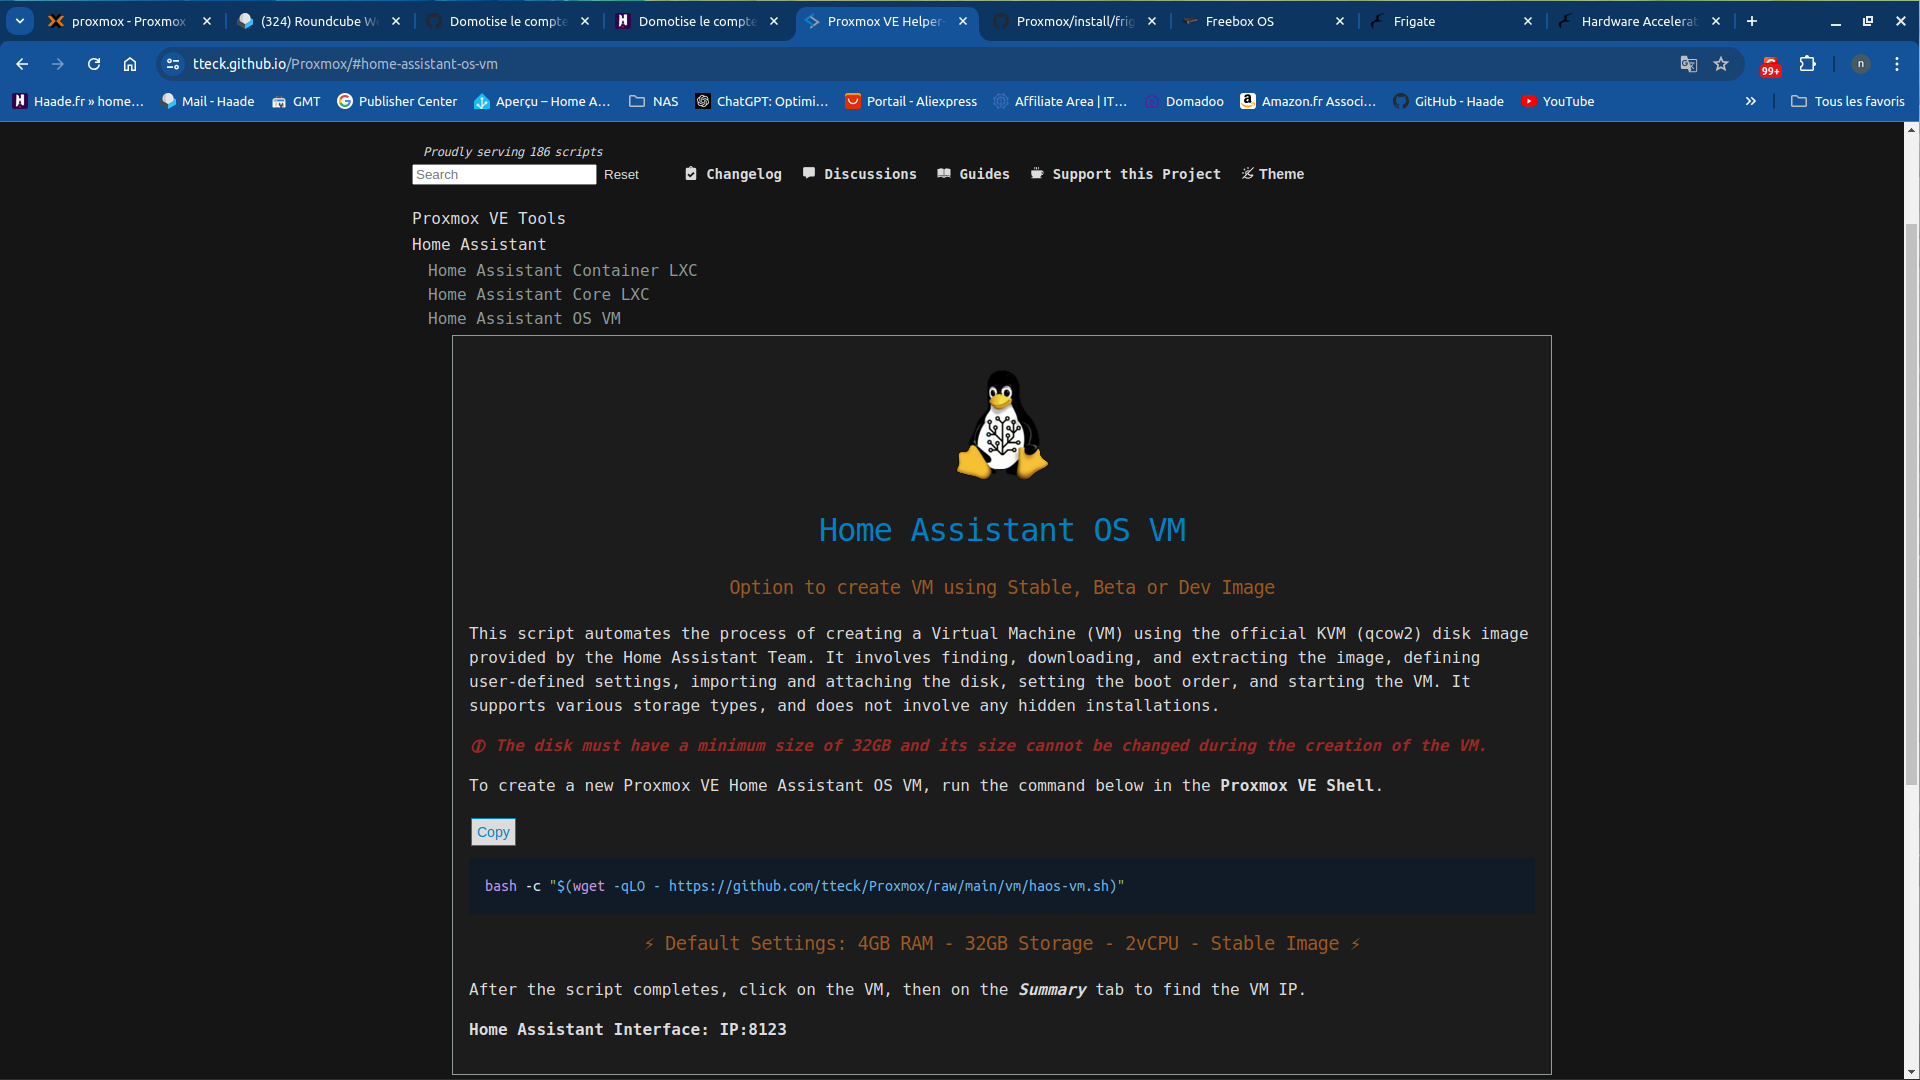 proxmox - Proxmox
(324) Roundcube W
Domotise le compte
Domotise le compte
Proxmox VE Helper-
Proxmox/install/frig
Freebox OS
Frigate
Hardware Accelerat
tteck.github.io/Proxmox/#home-assistant-os-vm
99+
n
Haade.fr » home…
Mail - Haade
GMT
Publisher Center
Aperçu – Home A…
NAS
ChatGPT: Optimi…
Portail - Aliexpress
Affiliate Area | IT…
Domadoo
Amazon.fr Associ…
GitHub - Haade
YouTube
Tous les favoris
Proudly serving 186 scripts
Search
Reset
Changelog
Discussions
Guides
Support this Project
Theme
Proxmox VE Tools
Home Assistant
Home Assistant Container LXC
Home Assistant Core LXC
Home Assistant OS VM
Home Assistant OS VM
Option to create VM using Stable, Beta or Dev Image
This script automates the process of creating a Virtual Machine (VM) using the official KVM (qcow2) disk image
provided by the Home Assistant Team. It involves finding, downloading, and extracting the image, defining
user-defined settings, importing and attaching the disk, setting the boot order, and starting the VM. It
supports various storage types, and does not involve any hidden installations.
The disk must have a minimum size of 32GB and its size cannot be changed during the creation of the VM.
To create a new Proxmox VE Home Assistant OS VM, run the command below in the Proxmox VE Shell.
Copy
bash -c "$(wget -qLO - https://github.com/tteck/Proxmox/raw/main/vm/haos-vm.sh)"
⚡ Default Settings: 4GB RAM - 32GB Storage - 2vCPU - Stable Image ⚡
After the script completes, click on the VM, then on the Summary tab to find the VM IP.
Home Assistant Interface: IP:8123